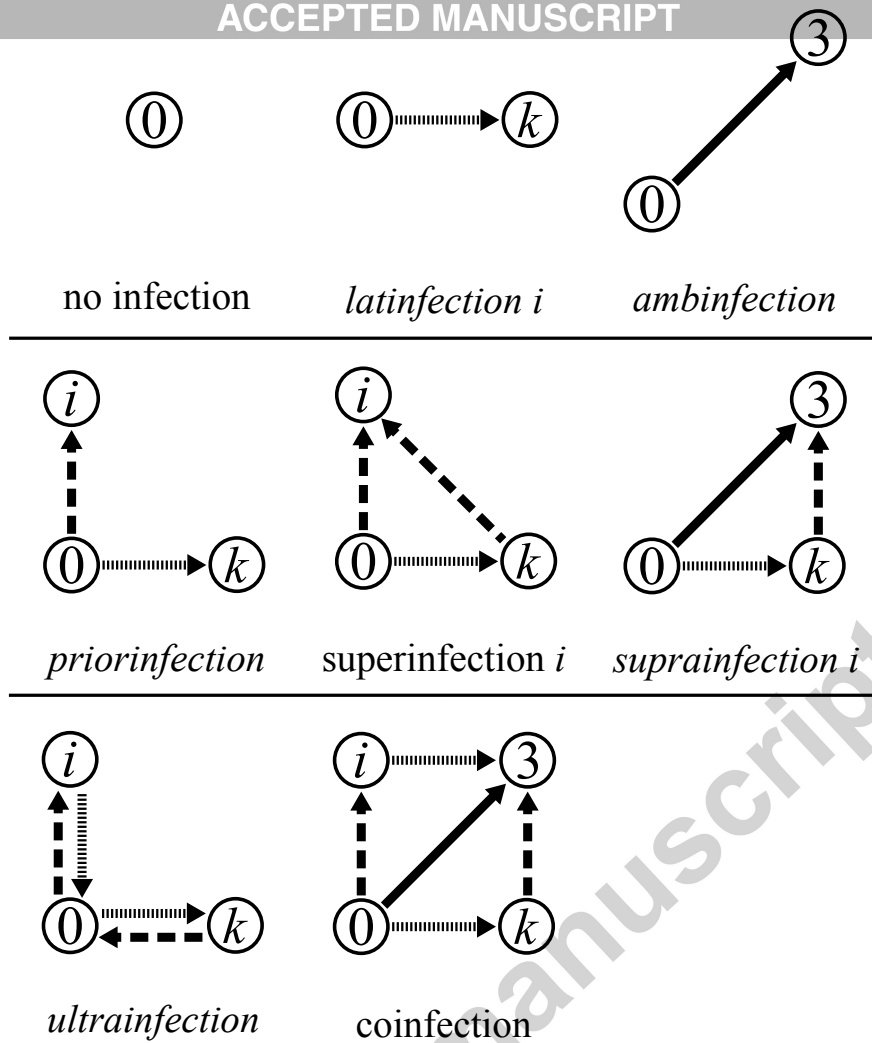 ACCEPTED MANUSCRIPT
3
0
0 k
0
no infection latinfection i ambinfection
i i 3
0 k 0 k 0 k
priorinfection superinfection i suprainfection i
i i 3
0 k 0 k
ultrainfection coinfection
manuscript